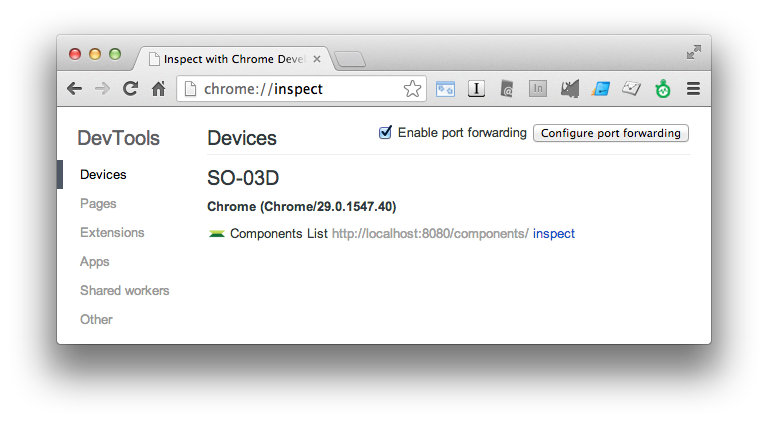 Inspect with Chrome Devel
chrome://inspect
DevTools
Devices
Enable port forwarding
Configure port forwarding
Devices
Pages
Extensions
Apps
Shared workers
Other
SO-03D
Chrome (Chrome/29.0.1547.40)
Components List http://localhost:8080/components/ inspect